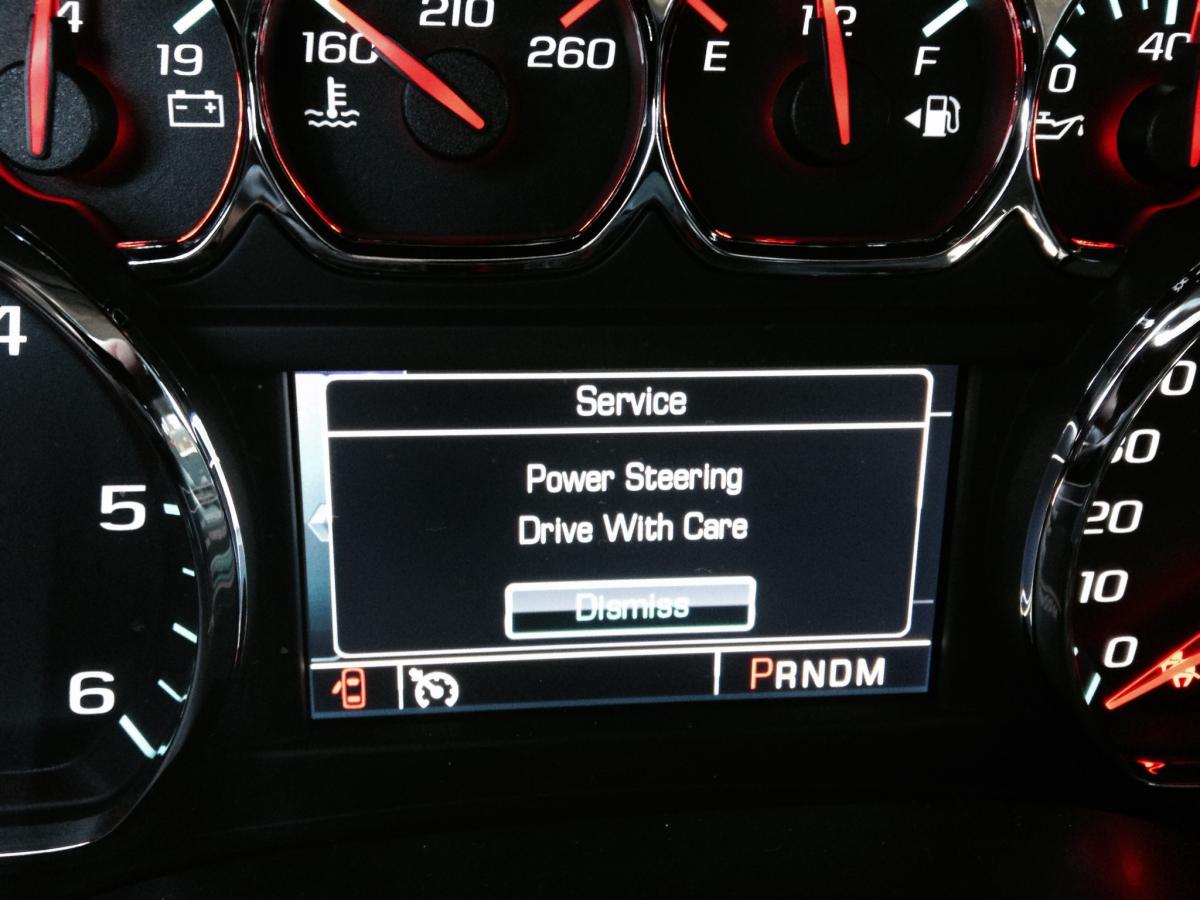 210
19
160
260
E
F
0
40
4
Service
Power Steering
Drive With Care
Dismiss
PRNDM
5
6
20
10
0